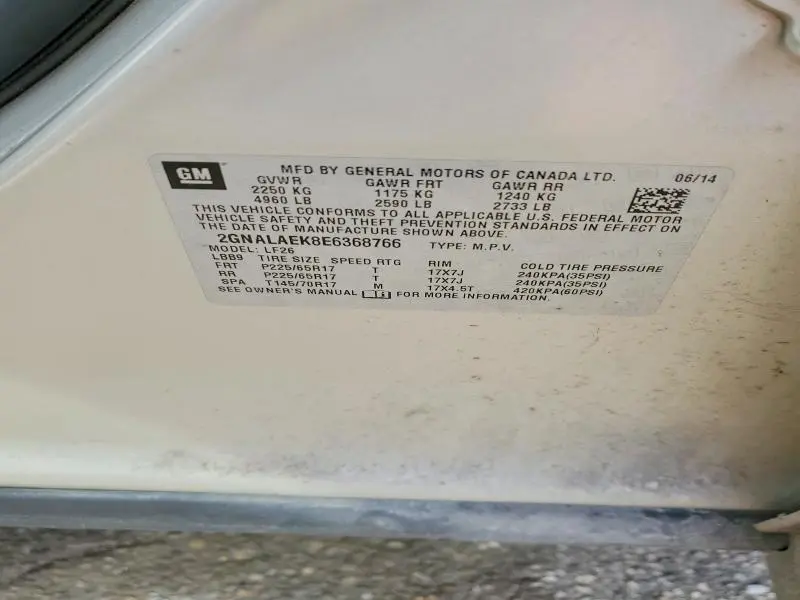 GM MFD BY GENERAL MOTORS OF CANADA LTD. 06/14
GVWR GAWR FRT GAWR RR
2250 KG 1175 KG 1240 KG
4960 LB 2590 LB 2733 LB
THIS VEHICLE CONFORMS TO ALL APPLICABLE U.S. FEDERAL MOTOR
VEHICLE SAFETY AND THEFT PREVENTION STANDARDS IN EFFECT ON
THE DATE OF MANUFACTURE SHOWN ABOVE.
2GNALAEK8E6368766 TYPE: M.P.V.
MODEL: LF26
LBB9 TIRE SIZE SPEED RTG RIM COLD TIRE PRESSURE
FRT P225/65R17 T 17X7J 240KPA(35PSI)
RR P225/65R17 T 17X7J 240KPA(35PSI)
SPA T145/70R17 M 17X4.5T 420KPA(60PSI)
SEE OWNER'S MANUAL FOR MORE INFORMATION.